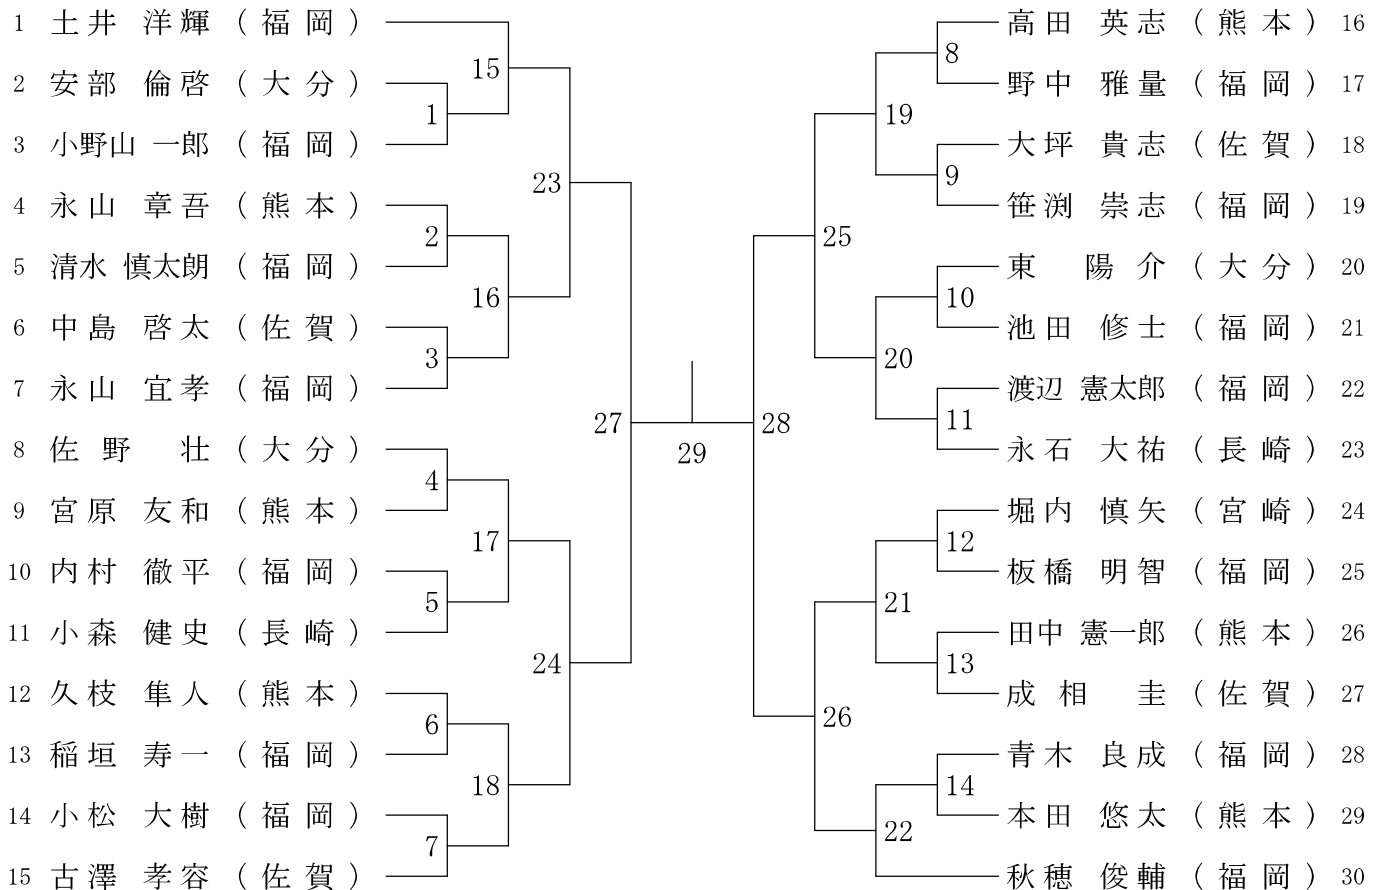 1 土井 洋輝 (福岡)
2 安部 倫啓 (大分)
3 小野山 一郎 (福岡)
4 永山 章吾 (熊本)
5 清水 慎太朗 (福岡)
6 中島 啓太 (佐賀)
7 永山 宜孝 (福岡)
8 佐野 壮 (大分)
9 宮原 友和 (熊本)
10 内村 徹平 (福岡)
11 小森 健史 (長崎)
12 久枝 隼人 (熊本)
13 稲垣 寿一 (福岡)
14 小松 大樹 (福岡)
15 古澤 孝容 (佐賀)
1
2
3
4
5
6
7
15
16
17
18
23
24
27
29
28
25
26
19
20
21
22
8
9
10
11
12
13
14
高田 英志 (熊本) 16
野中 雅量 (福岡) 17
大坪 貴志 (佐賀) 18
笹渕 崇志 (福岡) 19
東 陽介 (大分) 20
池田 修士 (福岡) 21
渡辺 憲太郎 (福岡) 22
永石 大祐 (長崎) 23
堀内 慎矢 (宮崎) 24
板橋 明智 (福岡) 25
田中 憲一郎 (熊本) 26
成相 圭 (佐賀) 27
青木 良成 (福岡) 28
本田 悠太 (熊本) 29
秋穂 俊輔 (福岡) 30